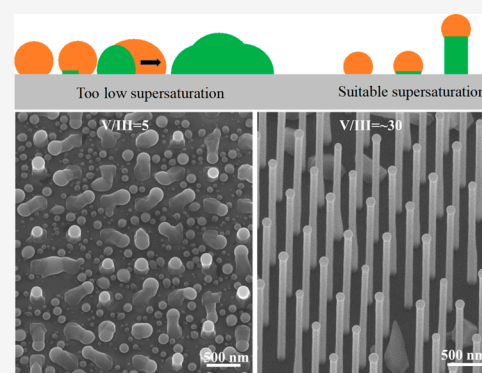 Too low supersaturation
Suitable supersaturation
V/III=5
V/III=~30
500 nm
500 nm